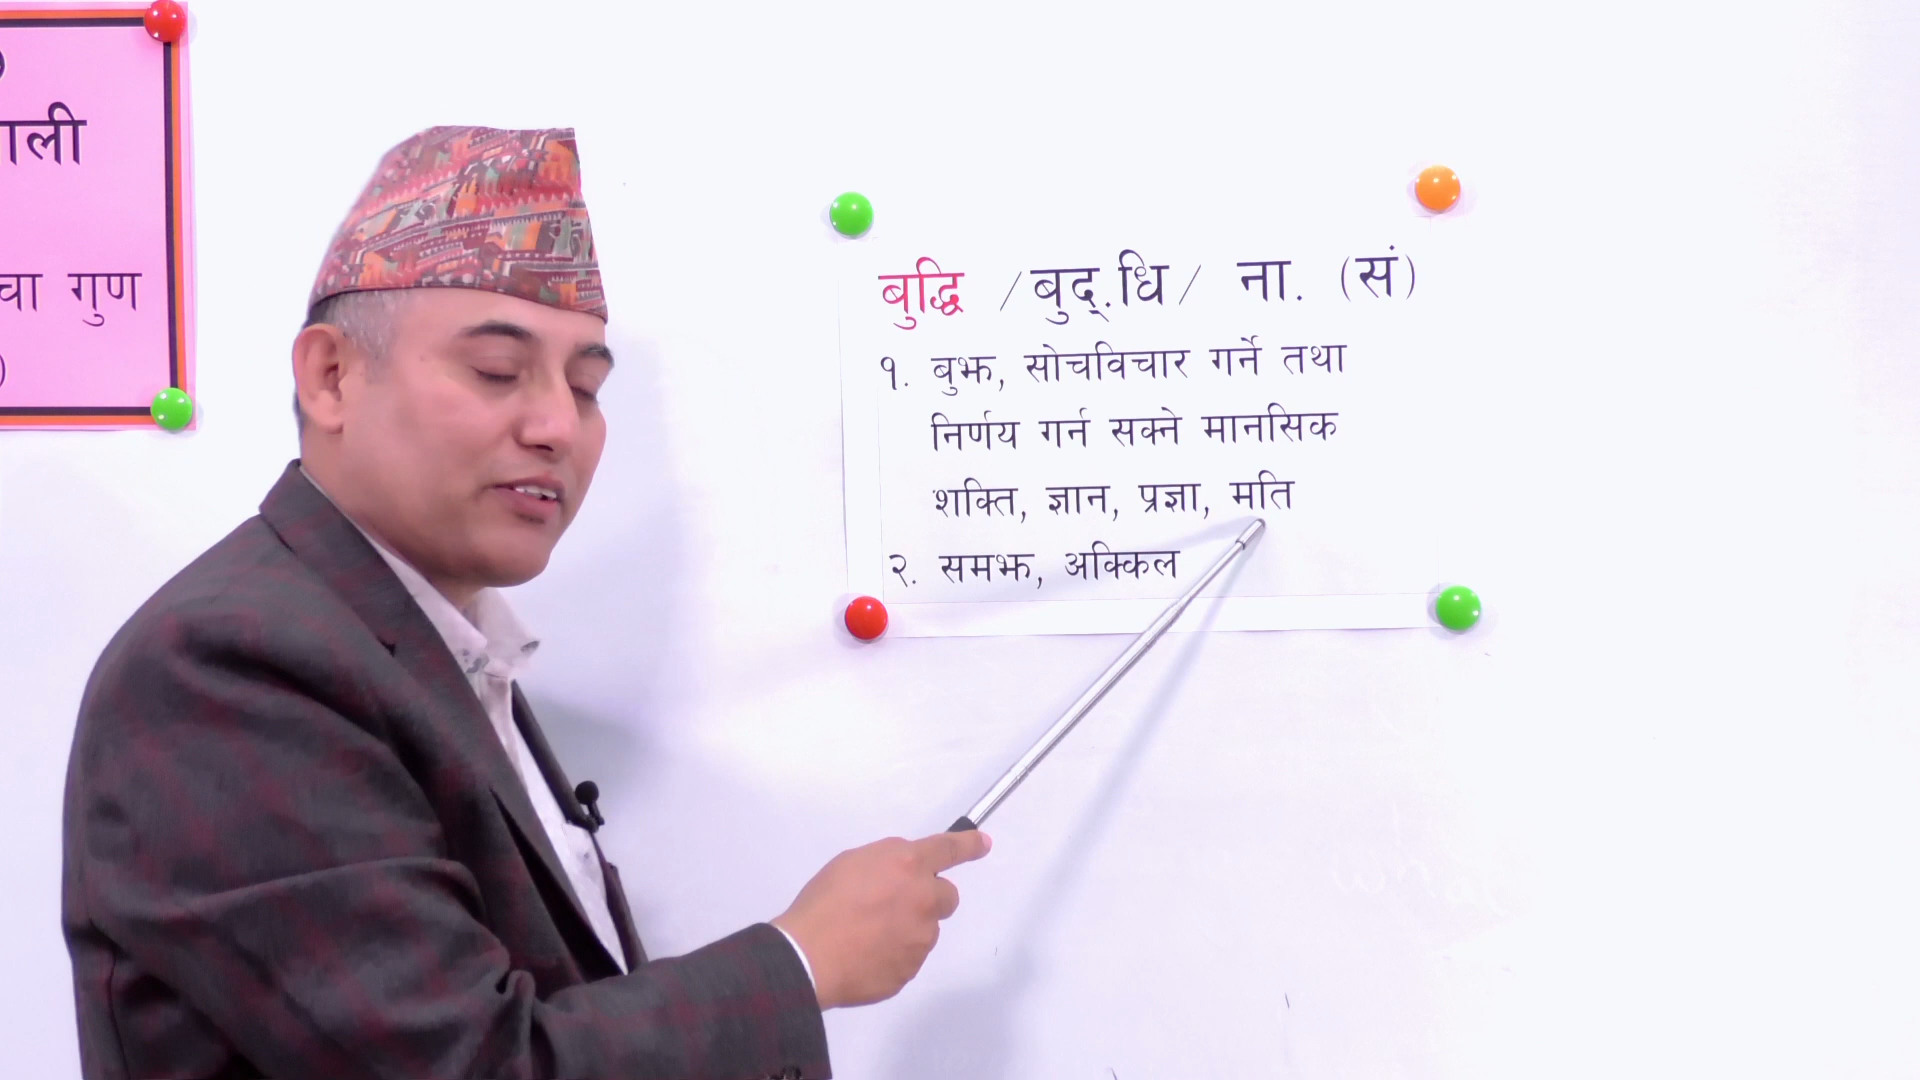 ाली
चा गुण
)
बुद्धि /बुद्.धि/ ना. (सं)
१. बुझ, सोचविचार गर्ने तथा
निर्णय गर्न सक्ने मानसिक
शक्ति, ज्ञान, प्रज्ञा, मति
२. समझ, अक्किल